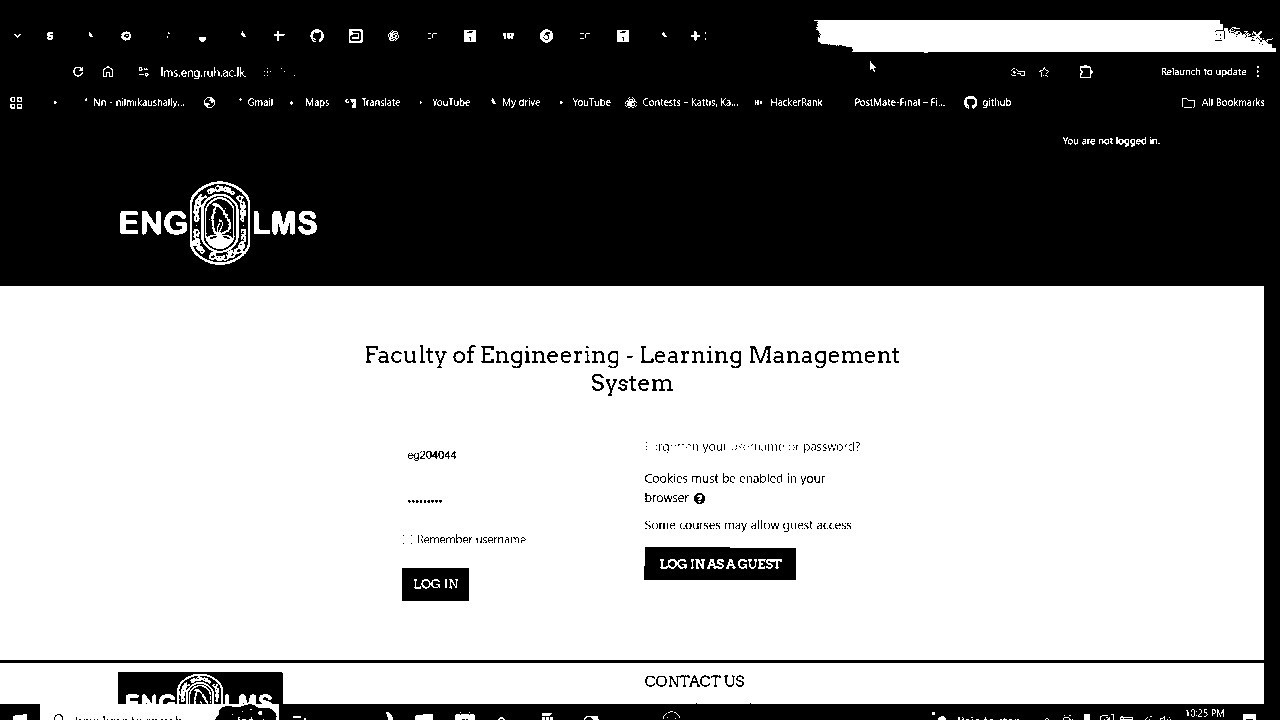 lms.eng.ruh.ac.lk
Relaunch to update
Nn - nilmikaushally...
Gmail
Maps
Translate
YouTube
My drive
YouTube
Contests – Kattis, Ka...
HackerRank
PostMate-Final – Fi...
github
All Bookmarks
You are not logged in.
ENG LMS
Faculty of Engineering - Learning Management
System
eg204044
Forgotten your username or password?
Cookies must be enabled in your
browser
Remember username
Some courses may allow guest access
LOG IN AS A GUEST
LOG IN
ENG LMS
CONTACT US
10:25 PM